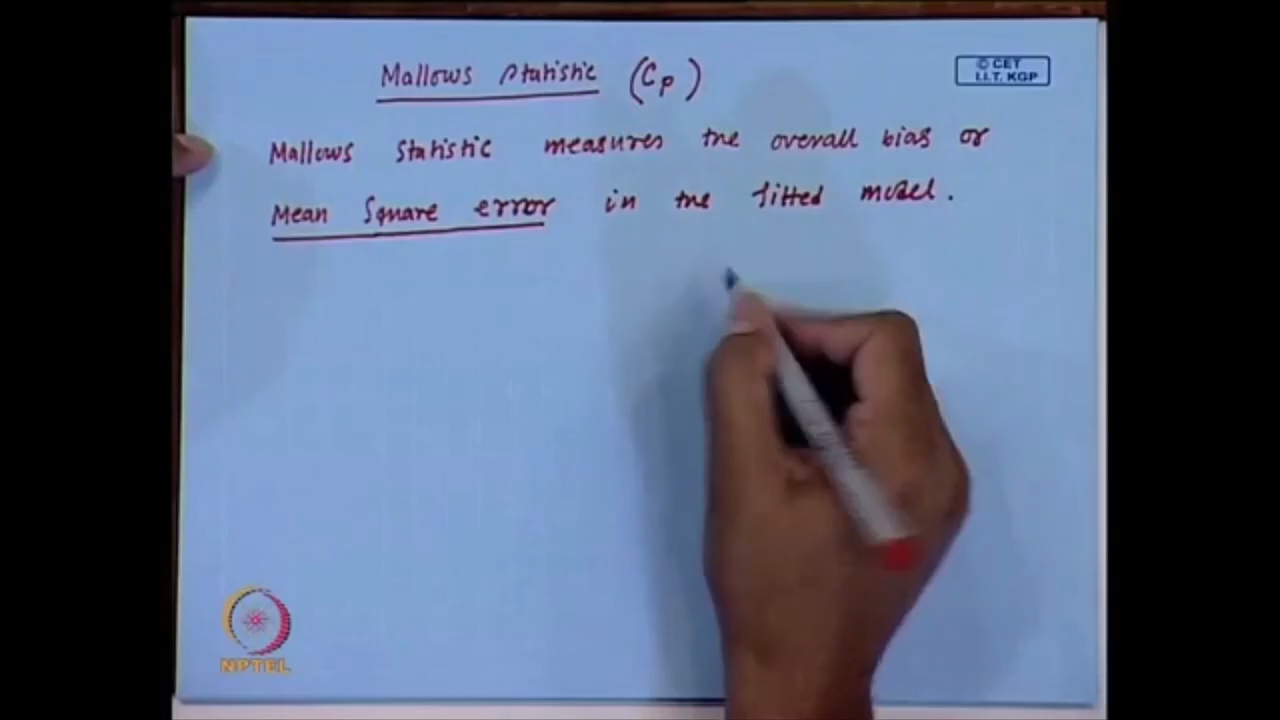 Mallows Statistic (Cp)
© CET
I.I.T. KGP
Mallows Statistic measures the overall bias or
Mean Square error in the fitted model.
NPTEL